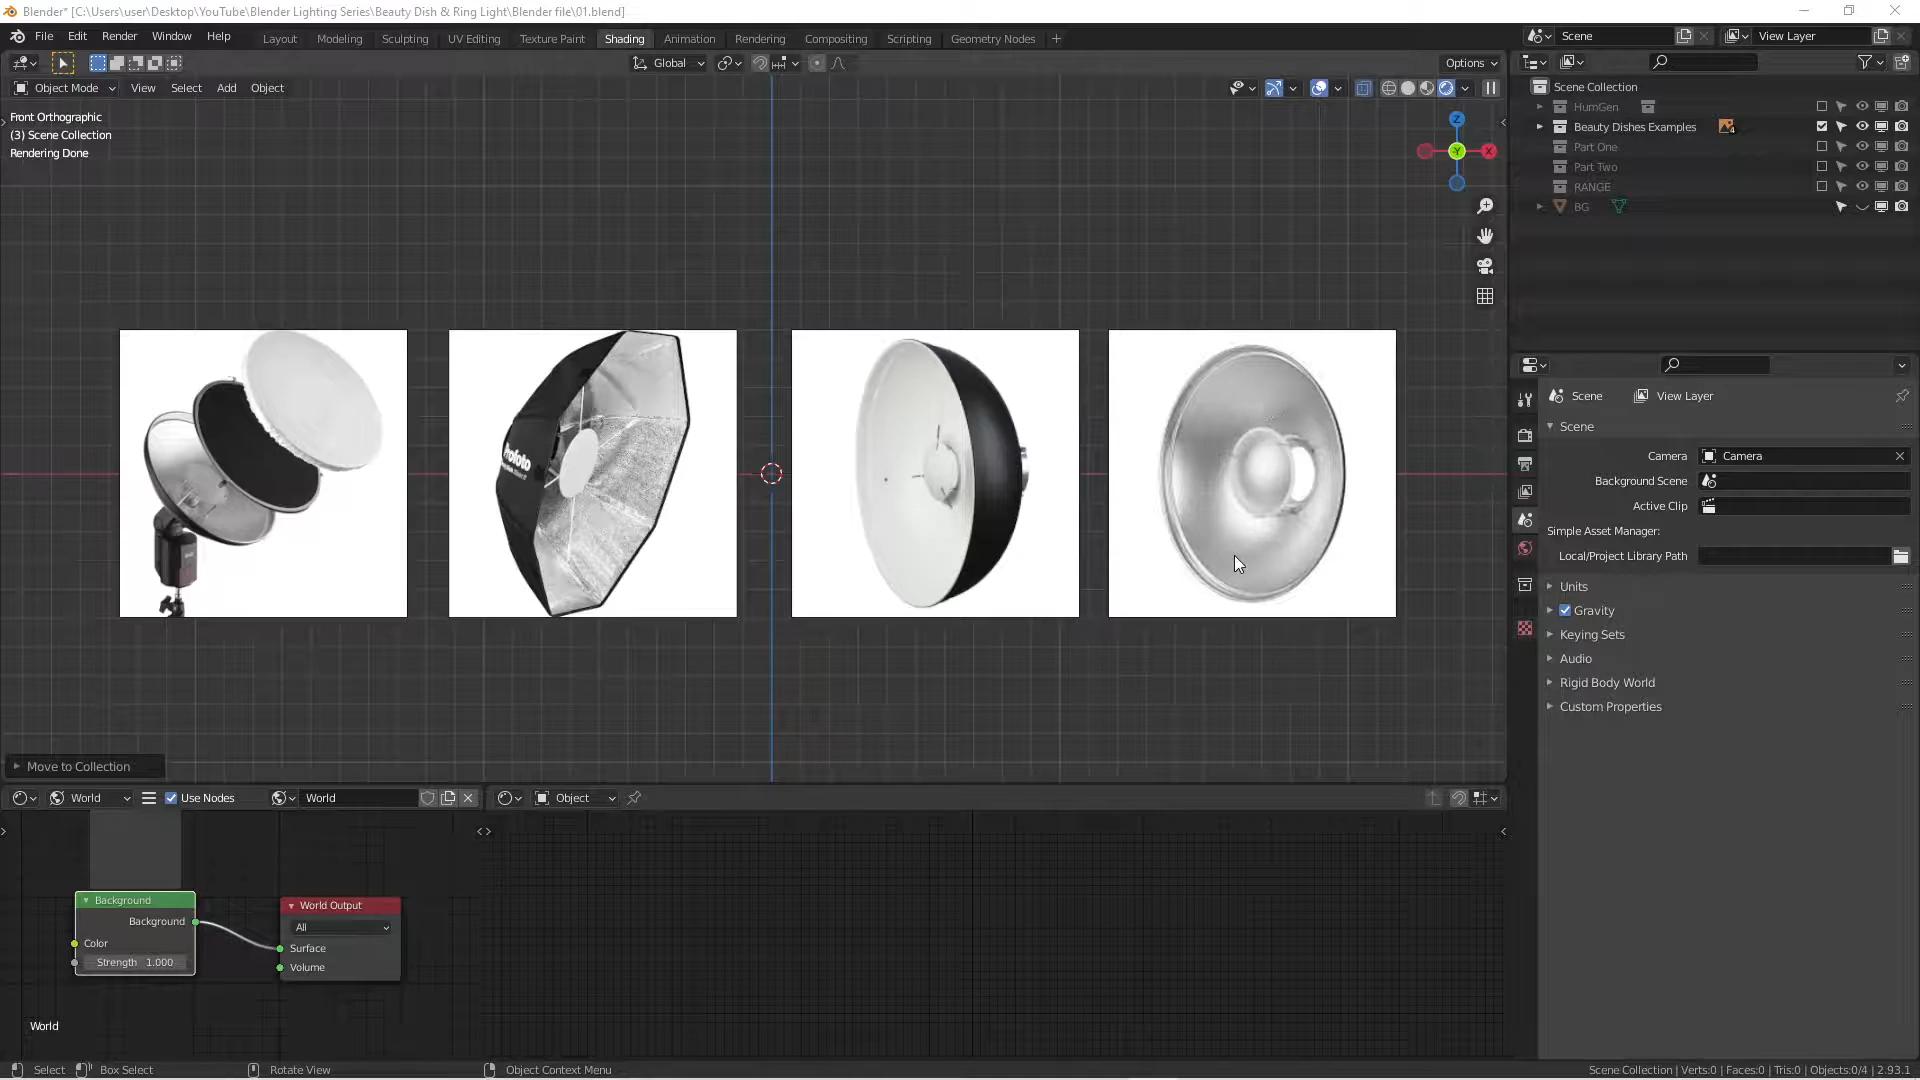 Blender* [C:\Users\user\Desktop\YouTube\Blender Lighting Series\Beauty Dish & Ring Light\Blender file\01.blend]
File Edit Render Window Help
Layout Modeling Sculpting UV Editing Texture Paint Shading Animation Rendering Compositing Scripting Geometry Nodes +
Scene
View Layer
Global
Options
Object Mode View Select Add Object
Front Orthographic
(3) Scene Collection
Rendering Done
Z
Y
X
Scene Collection
HumGen
Beauty Dishes Examples 4
Part One
Part Two
RANGE
BG
Profoto
Scene View Layer
Scene
Camera Camera
Background Scene
Active Clip
Simple Asset Manager:
Local/Project Library Path
Units
Gravity
Keying Sets
Audio
Rigid Body World
Custom Properties
Move to Collection
World Use Nodes World
Object
Background
Background
Color
Strength 1.000
World Output
All
Surface
Volume
World
Select Box Select Rotate View Object Context Menu
Scene Collection | Verts:0 | Faces:0 | Tris:0 | Objects:0/4 | 2.93.1